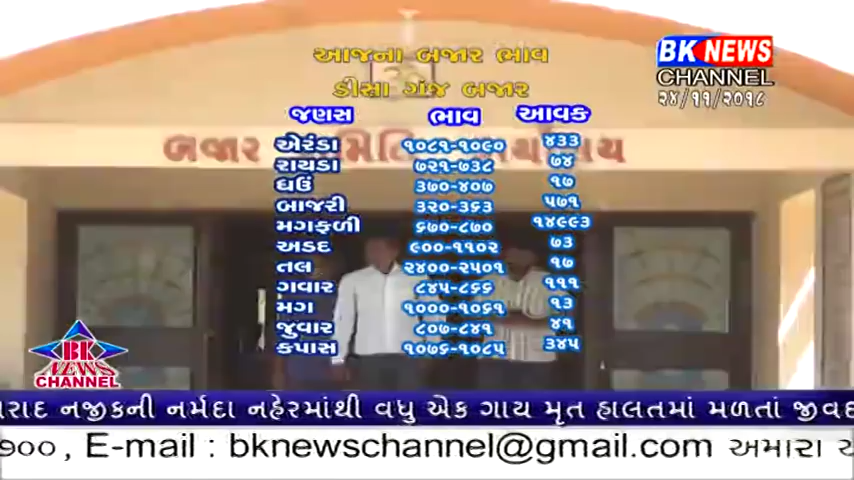 આજના બજાર ભાવ
ડીસા ગંજ બજાર
BK NEWS
CHANNEL
૨૪/૧૧/૨૦૧૮
જણસ ભાવ આવક
એરંડા ૧૦૮૧-૧૦૯૦ ૪૩૩
બજાર
રાયડા ૭૨૧-૭૩૮ ૭૪
ઘઉં ૩૭૦-૪૦૭ ૧૭
બાજરી ૩૨૦-૩૬૩ ૫૭૧
મગફળી ૬૭૦-૮૭૦ ૧૪૯૯૩
અડદ ૯૦૦-૧૧૦૨ ૭૩
તલ ૨૪૦૦-૨૫૦૧ ૧૭
ગવાર ૮૪૫-૮૬૬ ૧૧૧
મગ ૧૦૦૦-૧૦૬૧ ૧૩
જુવાર ૮૦૭-૮૪૧ ૪૧
કપાસ ૧૦૭૬-૧૦૮૫ ૩૪૫
BK
NEWS
CHANNEL
રાદ નજીકની નર્મદા નહેરમાંથી વધુ એક ગાય મૃત હાલતમાં મળતાં જીવદ
૧૦૦, E-mail : bknewschannel@gmail.com અમારા